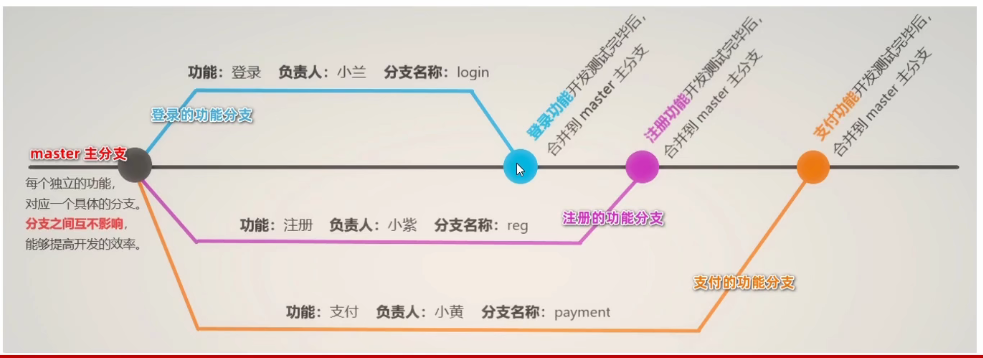 功能：登录 负责人：小兰 分支名称：login
登录的功能分支
登录功能开发测试完毕后，
合并到 master 主分支
注册功能开发测试完毕后，
合并到 master 主分支
支付功能开发测试完毕后，
合并到 master 主分支
master 主分支
每个独立的功能，
对应一个具体的分支。
分支之间互不影响，
能够提高开发的效率。
功能：注册 负责人：小紫 分支名称：reg
注册的功能分支
支付的功能分支
功能：支付 负责人：小黄 分支名称：payment